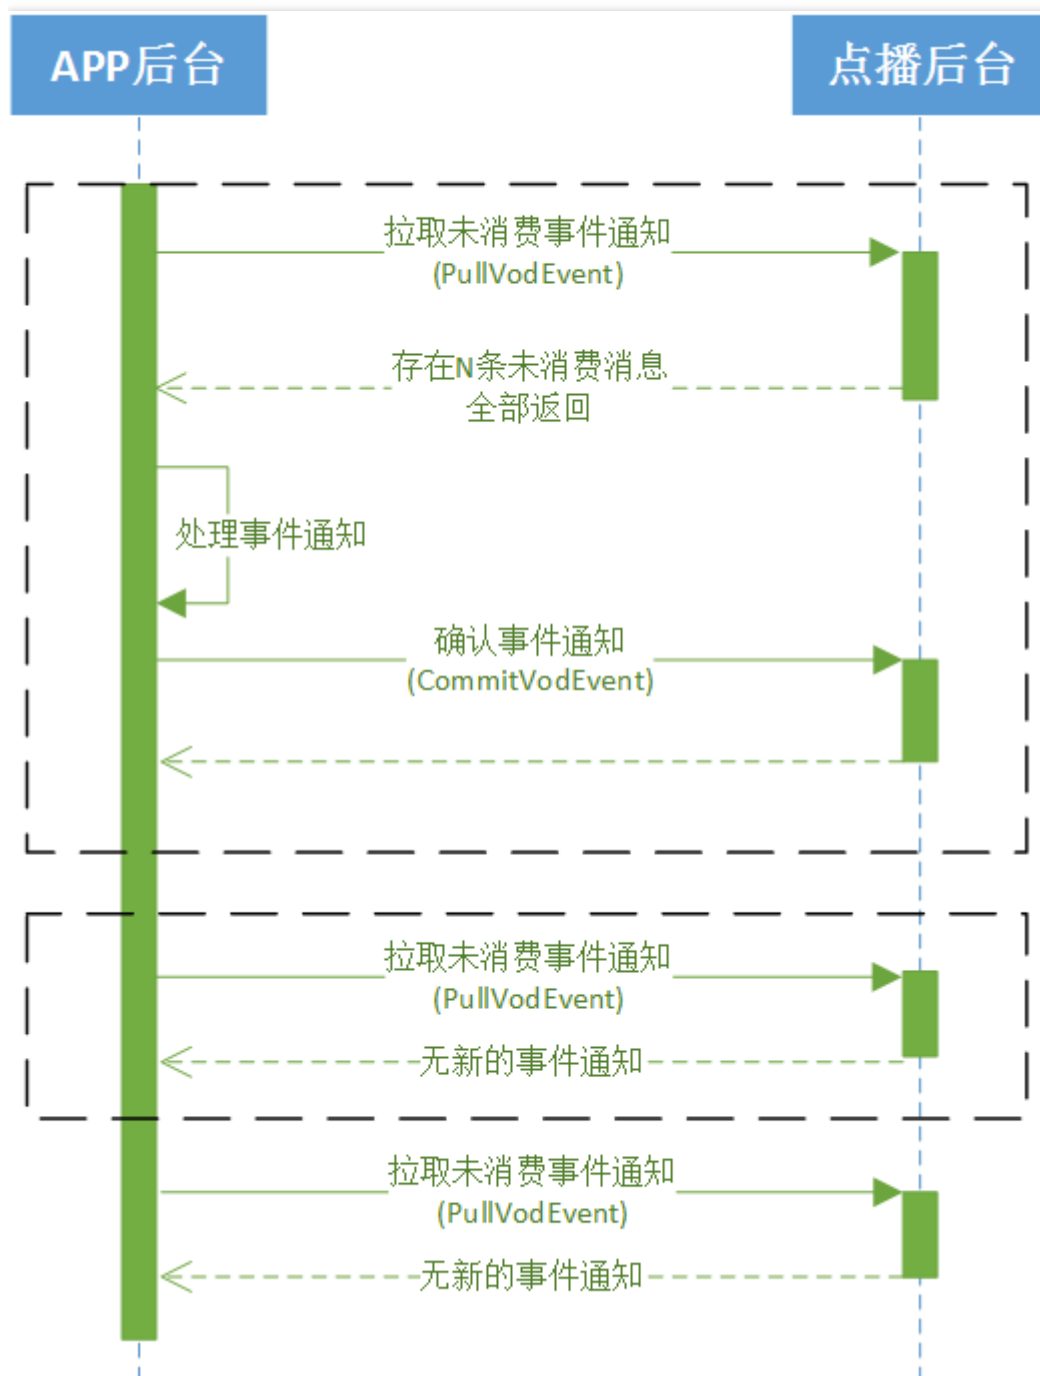 APP后台
点播后台
拉取未消费事件通知
(PullVodEvent)
存在N条未消费消息
全部返回
处理事件通知
确认事件通知
(CommitVodEvent)
拉取未消费事件通知
(PullVodEvent)
无新的事件通知
拉取未消费事件通知
(PullVodEvent)
无新的事件通知